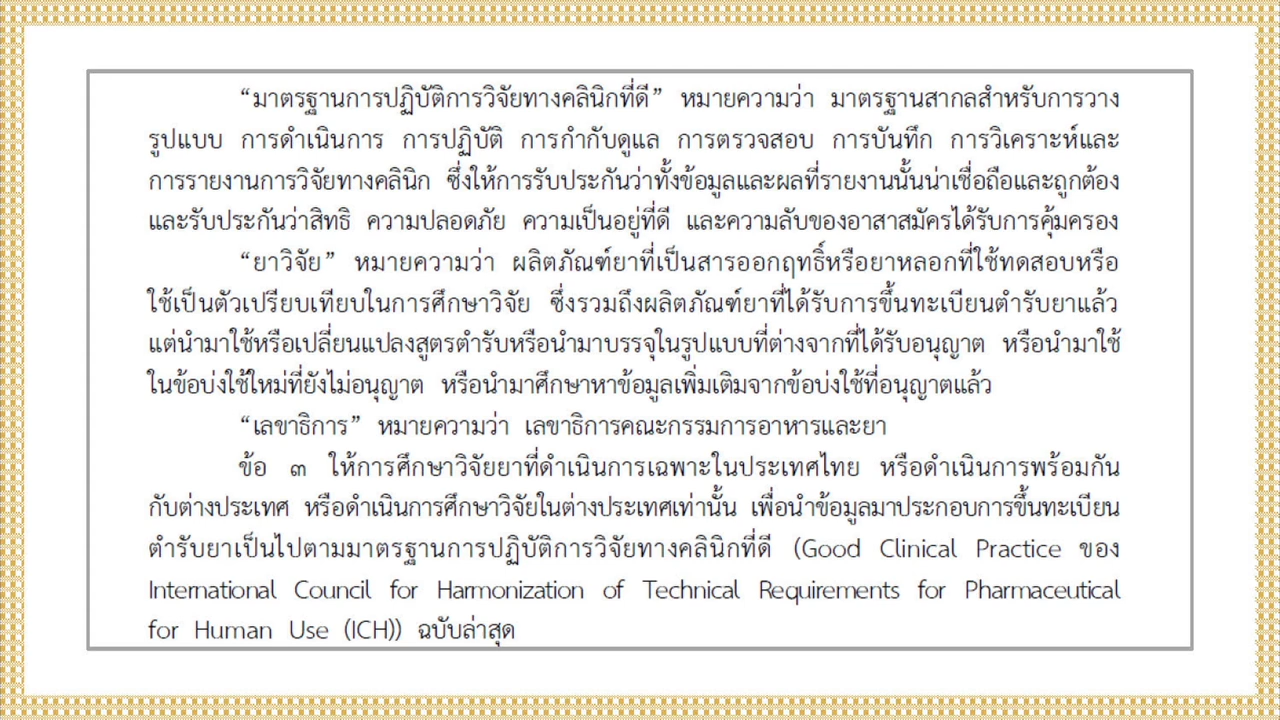 “มาตรฐานการปฏิบัติการวิจัยทางคลินิกที่ดี” หมายความว่า มาตรฐานสากลสำหรับการวาง
รูปแบบ การดำเนินการ การปฏิบัติ การกำกับดูแล การตรวจสอบ การบันทึก การวิเคราะห์และ
การรายงานการวิจัยทางคลินิก ซึ่งให้การรับประกันว่าทั้งข้อมูลและผลที่รายงานนั้นน่าเชื่อถือและถูกต้อง
และรับประกันว่าสิทธิ ความปลอดภัย ความเป็นอยู่ที่ดี และความลับของอาสาสมัครได้รับการคุ้มครอง
“ยาวิจัย” หมายความว่า ผลิตภัณฑ์ยาที่เป็นสารออกฤทธิ์หรือยาหลอกที่ใช้ทดสอบหรือ
ใช้เป็นตัวเปรียบเทียบในการศึกษาวิจัย ซึ่งรวมถึงผลิตภัณฑ์ยาที่ได้รับการขึ้นทะเบียนตำรับยาแล้ว
แต่นำมาใช้หรือเปลี่ยนแปลงสูตรตำรับหรือนำมาบรรจุในรูปแบบที่ต่างจากที่ได้รับอนุญาต หรือนำมาใช้
ในข้อบ่งใช้ใหม่ที่ยังไม่อนุญาต หรือนำมาศึกษาหาข้อมูลเพิ่มเติมจากข้อบ่งใช้ที่อนุญาตแล้ว
“เลขาธิการ” หมายความว่า เลขาธิการคณะกรรมการอาหารและยา
ข้อ ๓ ให้การศึกษาวิจัยยาที่ดำเนินการเฉพาะในประเทศไทย หรือดำเนินการพร้อมกัน
กับต่างประเทศ หรือดำเนินการศึกษาวิจัยในต่างประเทศเท่านั้น เพื่อนำข้อมูลมาประกอบการขึ้นทะเบียน
ตำรับยาเป็นไปตามมาตรฐานการปฏิบัติการวิจัยทางคลินิกที่ดี (Good Clinical Practice ของ
International Council for Harmonization of Technical Requirements for Pharmaceutical
for Human Use (ICH)) ฉบับล่าสุด